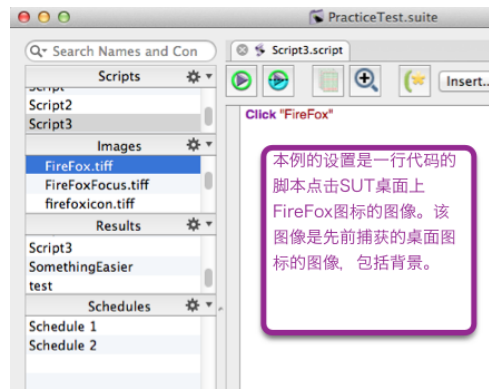 PracticeTest.suite
Search Names and Con
Script3.script
Scripts
Insert..
Script2
Script3
Click "FireFox"
Images
FireFox.tiff
FireFoxFocus.tiff
firefoxicon.tiff
Results
Script3
SomethingEasier
test
Schedules
Schedule 1
Schedule 2
本例的设置是一行代码的
脚本点击SUT桌面上
FireFox图标的图像。该
图像是先前捕获的桌面图
标的图像，包括背景。